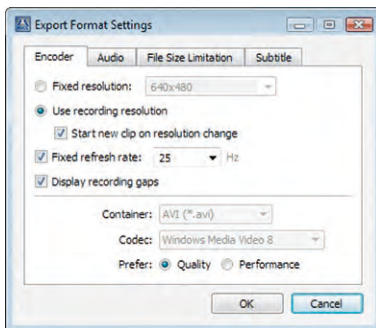 Export Format Settings
Encoder Audio File Size Limitation Subtitle
Fixed resolution: 640x480
Use recording resolution
Start new clip on resolution change
Fixed refresh rate: 25 Hz
Display recording gaps
Container: AVI (*.avi)
Codec: Windows Media Video 8
Prefer: Quality Performance
OK Cancel